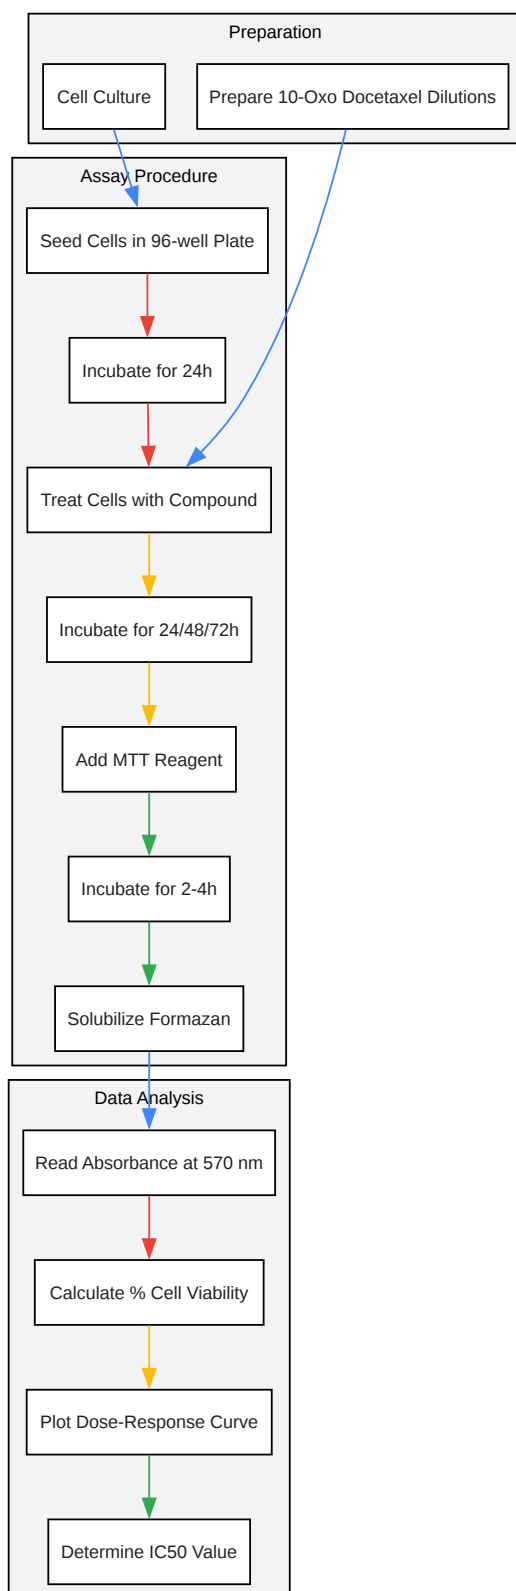 Preparation
Cell Culture
Prepare 10-Oxo Docetaxel Dilutions
Assay Procedure
Seed Cells in 96-well Plate
Incubate for 24h
Treat Cells with Compound
Incubate for 24/48/72h
Add MTT Reagent
Incubate for 2-4h
Solubilize Formazan
Data Analysis
Read Absorbance at 570 nm
Calculate % Cell Viability
Plot Dose-Response Curve
Determine IC50 Value